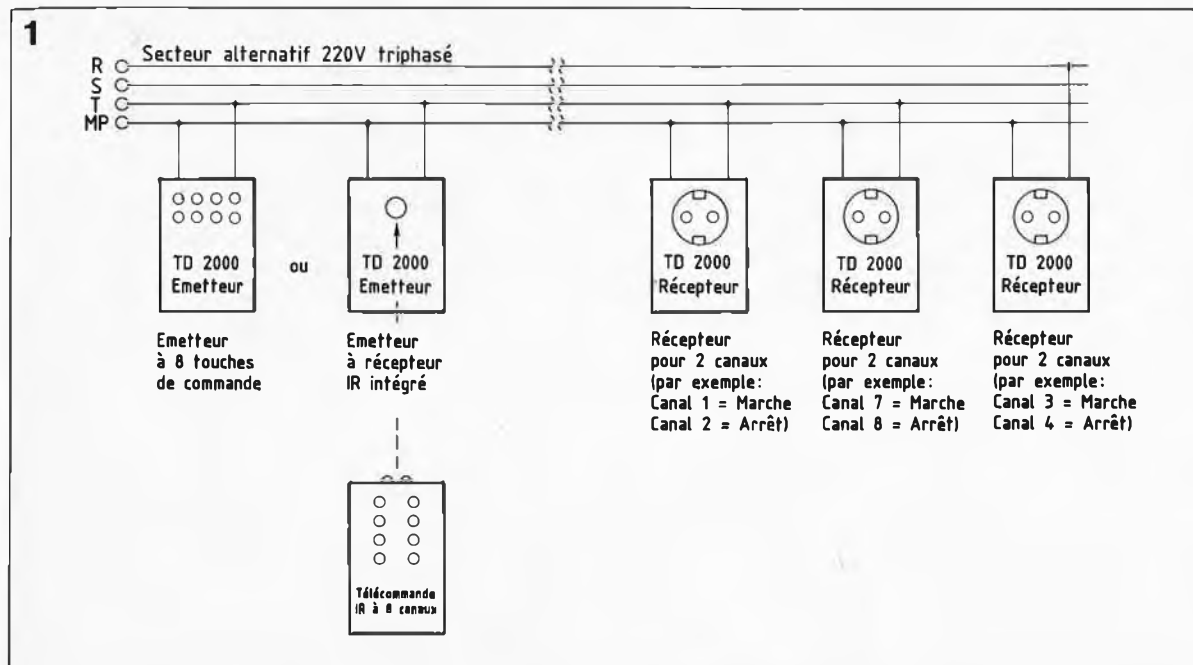 1
Secteur alternatif 220V triphasé
R
S
T
MP
TD 2000
Emetteur
ou
TD 2000
Emetteur
TD 2000
Récepteur
TD 2000
Récepteur
TD 2000
Récepteur
Emetteur
à 8 touches
de commande
Emetteur
à récepteur
IR intégré
Récepteur
pour 2 canaux
(par exemple:
Canal 1 = Marche
Canal 2 = Arrêt)
Récepteur
pour 2 canaux
(par exemple:
Canal 7 = Marche
Canal 8 = Arrêt)
Récepteur
pour 2 canaux
(par exemple:
Canal 3 = Marche
Canal 4 = Arrêt)
Télécommande
IR à 8 canaux